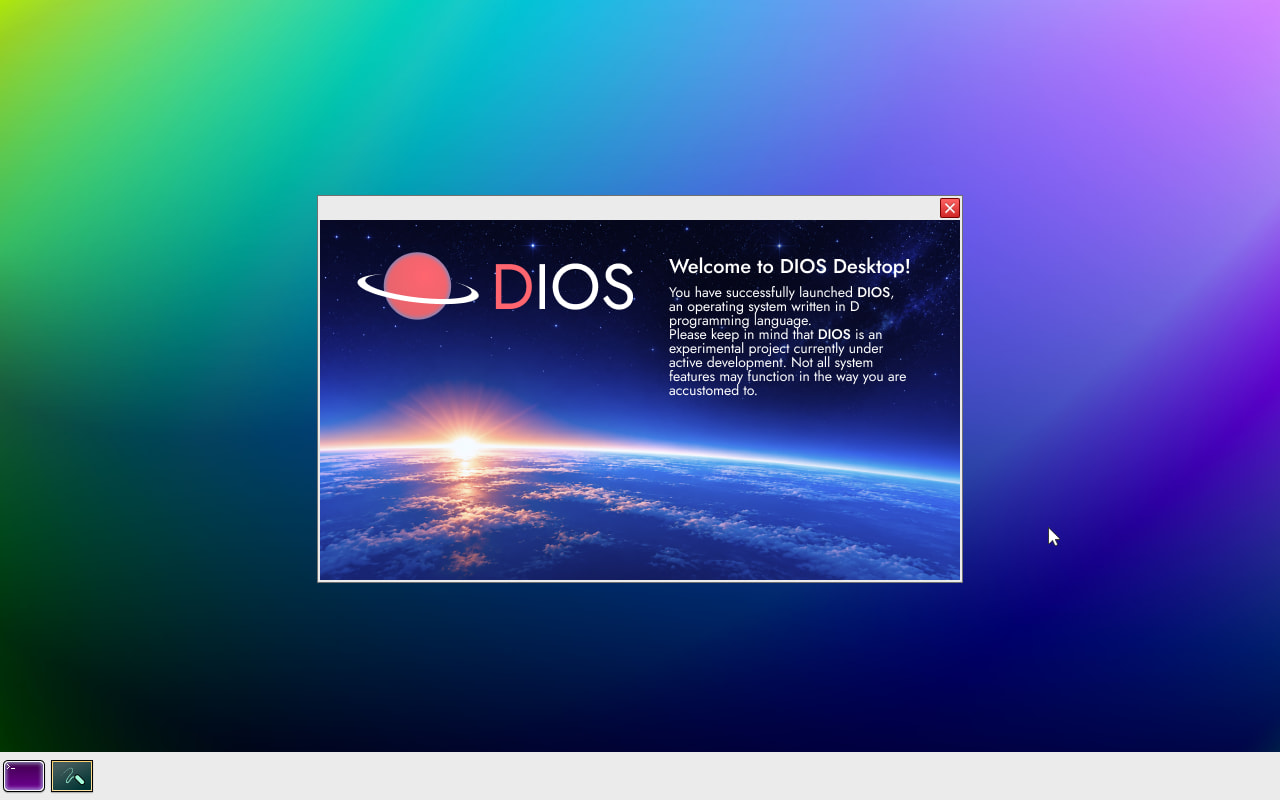 DIOS
Welcome to DIOS Desktop!
You have successfully launched DIOS,
an operating system written in D
programming language.
Please keep in mind that DIOS is an
experimental project currently under
active development. Not all system
features may function in the way you are
accustomed to.
>_